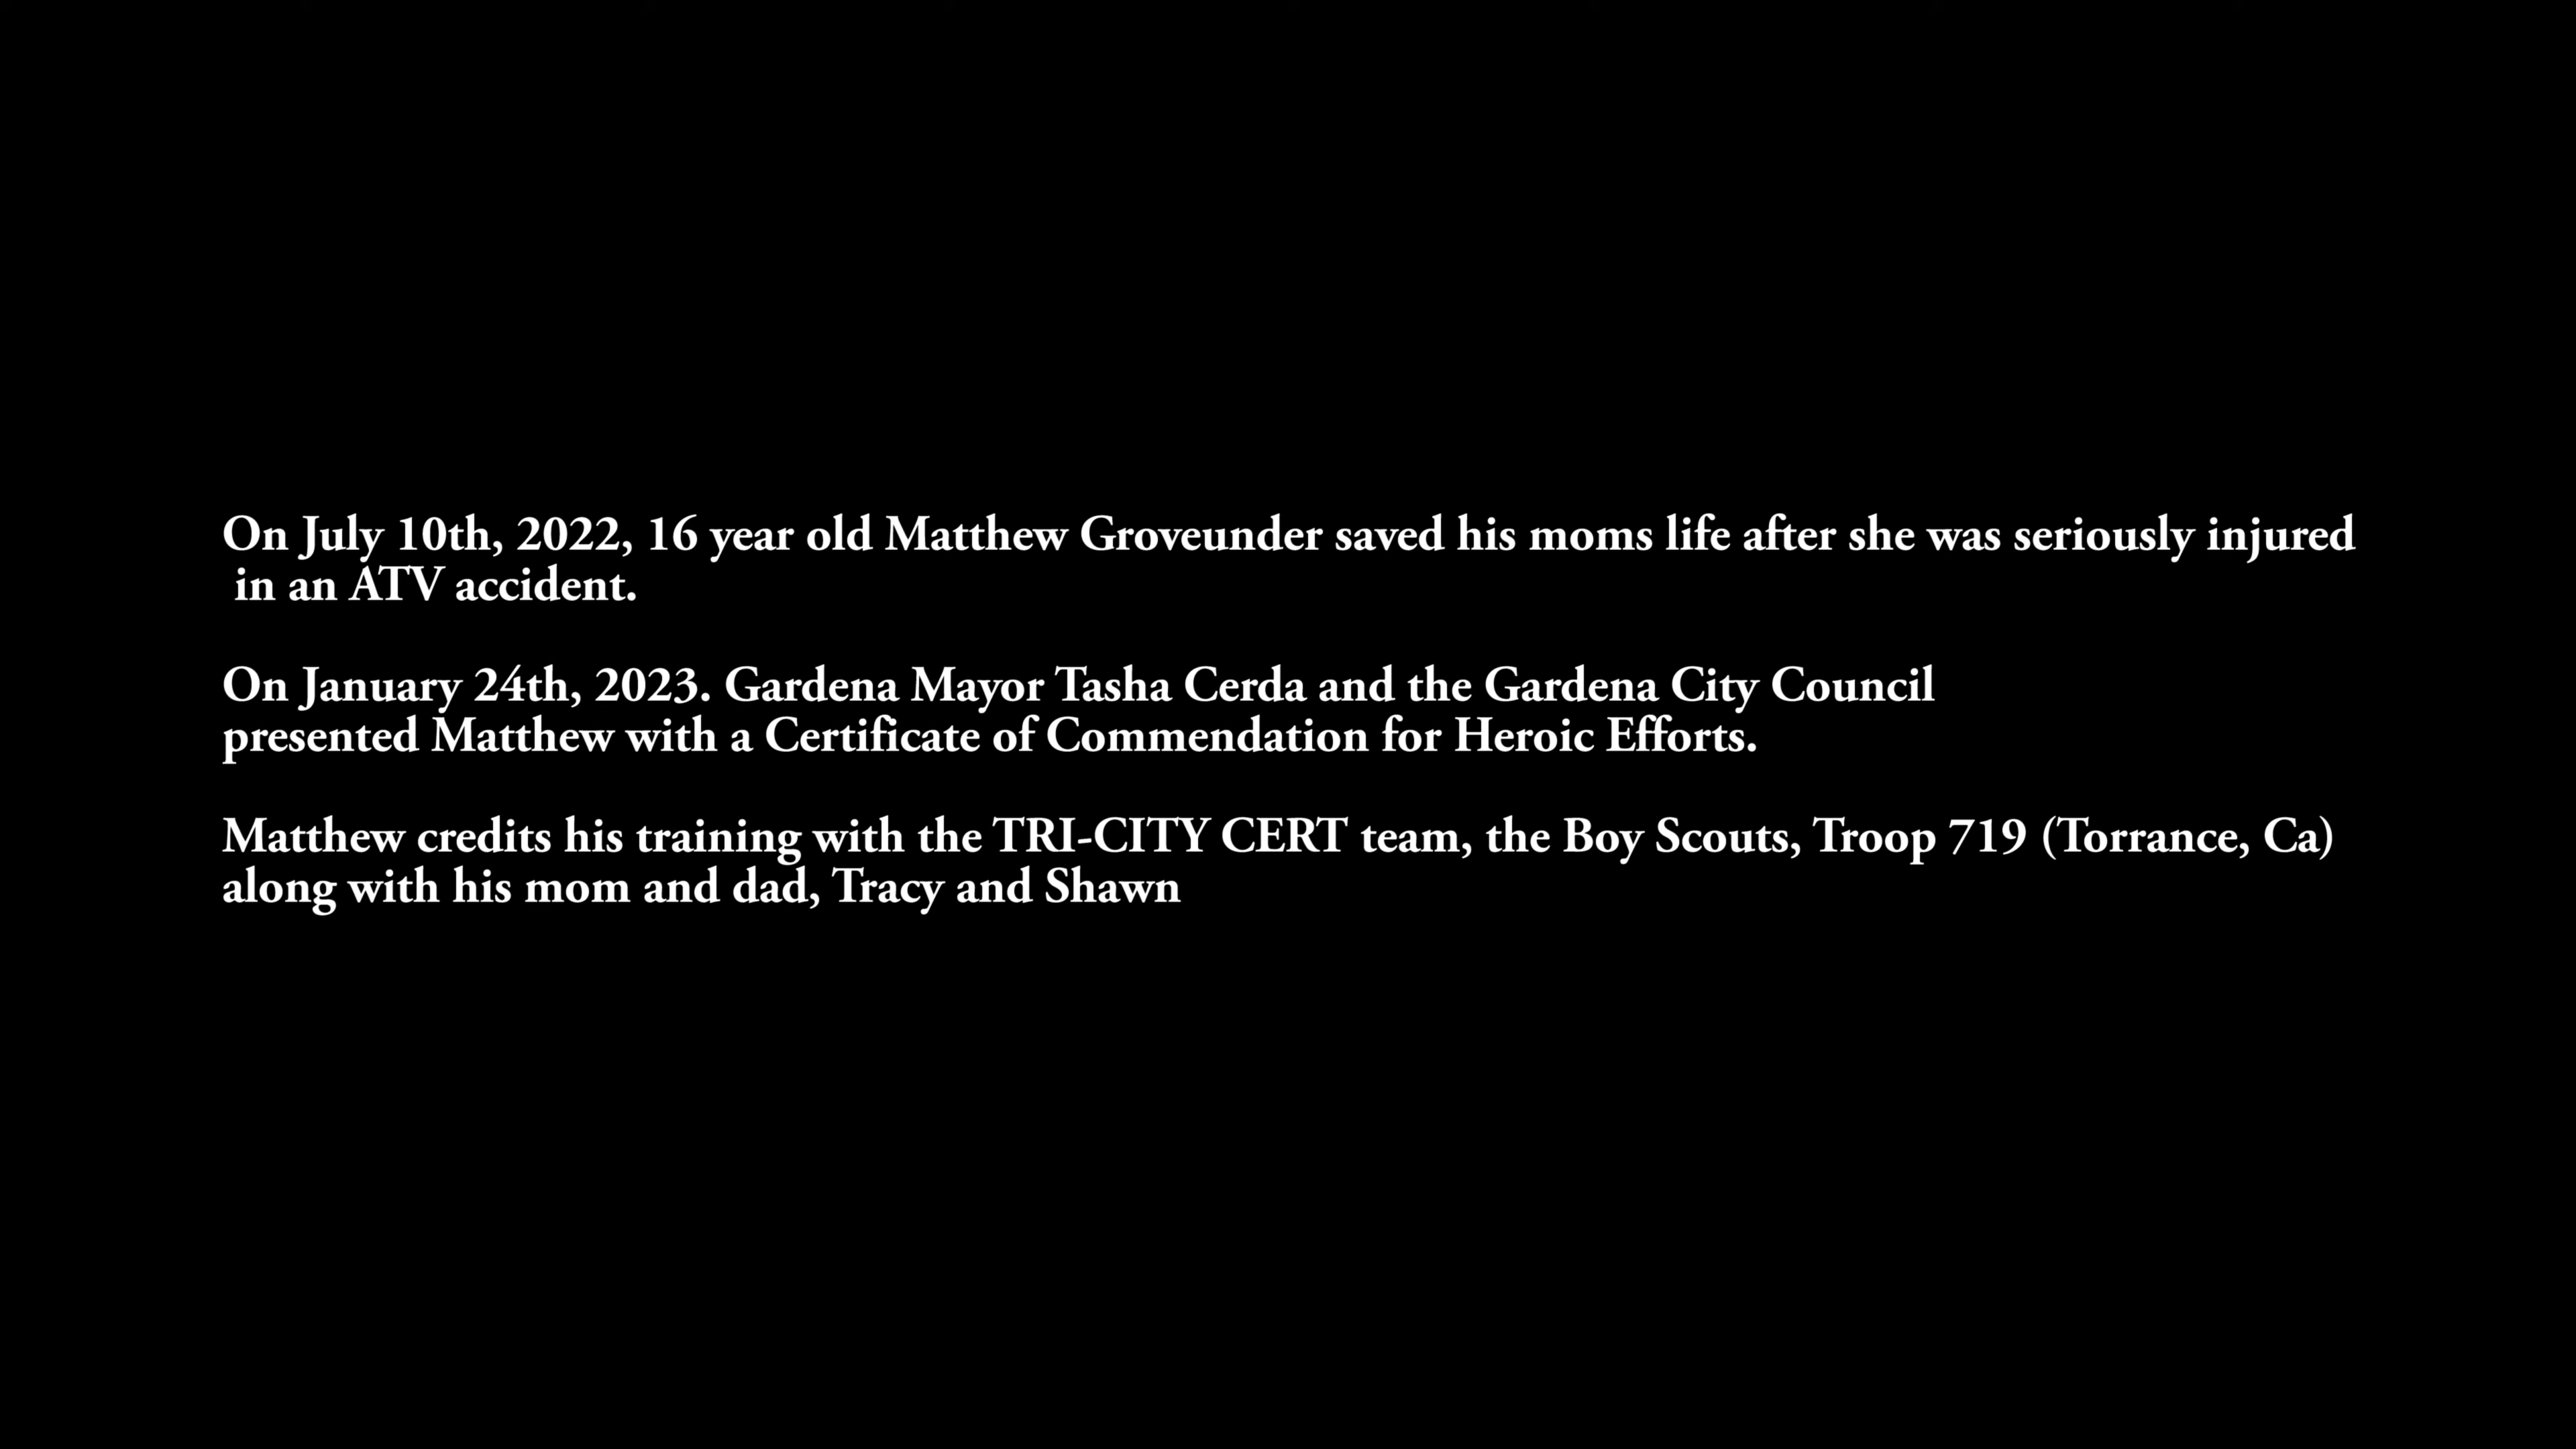 On July 10th, 2022, 16 year old Matthew Groveunder saved his moms life after she was seriously injured
in an ATV accident.
On January 24th, 2023. Gardena Mayor Tasha Cerda and the Gardena City Council
presented Matthew with a Certificate of Commendation for Heroic Efforts.
Matthew credits his training with the TRI-CITY CERT team, the Boy Scouts, Troop 719 (Torrance, Ca)
along with his mom and dad, Tracy and Shawn